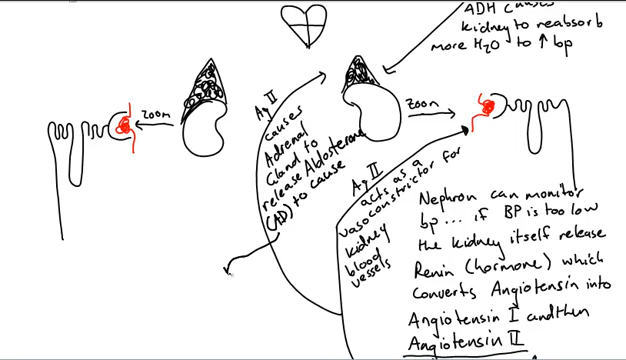 ADH causes
kidney to reabsorb
more H₂O to ↑ bp
zoom
zoom
Ag II
causes
Adrenal
Gland to
release Aldosterone
(AD) to cause
Ag II
acts as a
vasoconstrictor for
kidney
blood
vessels
Nephron can monitor
bp ... if BP is too low
the kidney itself release
Renin (hormone) which
converts Angiotensin into
Angiotensin I and then
Angiotensin II